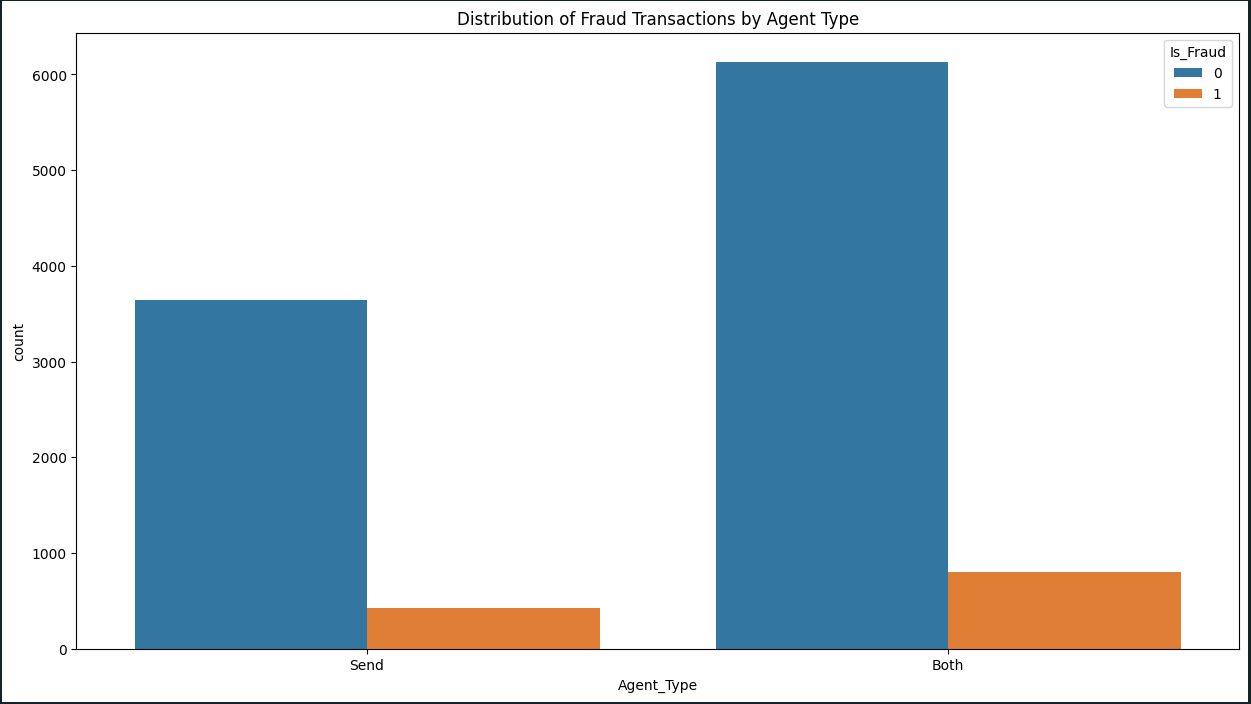 Distribution of Fraud Transactions by Agent Type
Is_Fraud
0
1
6000
5000
4000
3000
2000
1000
0
count
Send
Both
Agent_Type